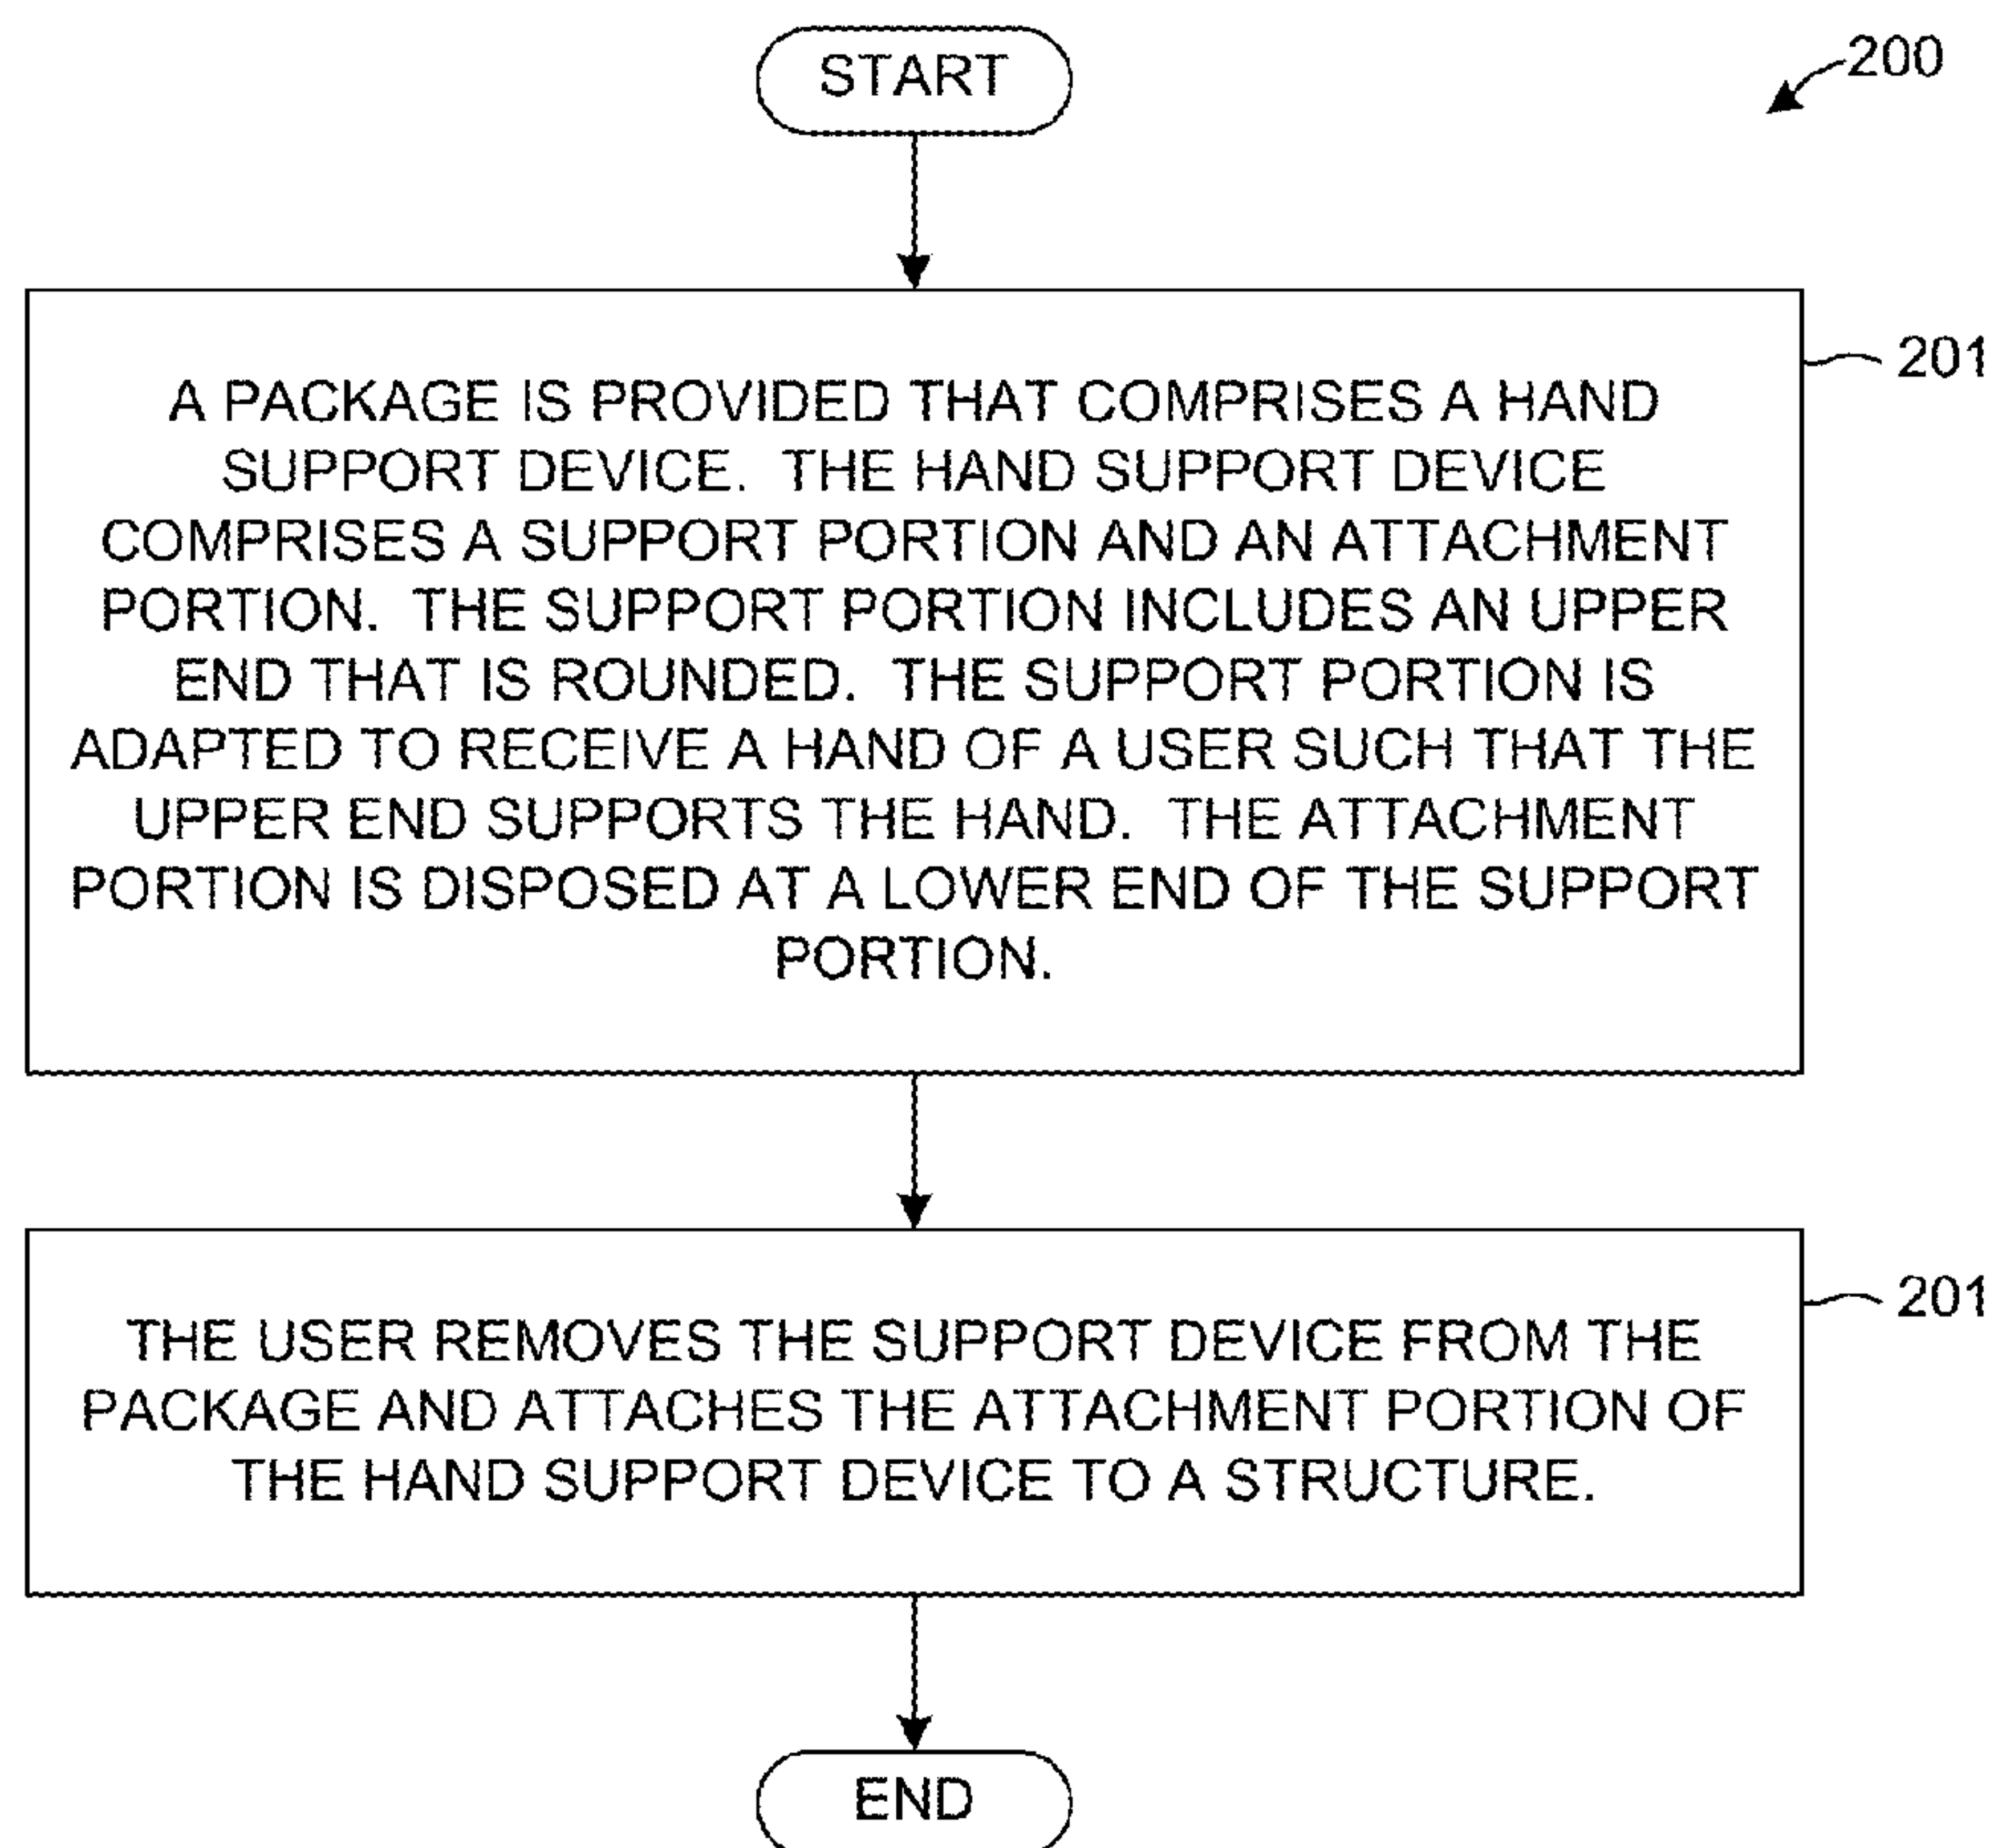 START
200
A PACKAGE IS PROVIDED THAT COMPRISES A HAND
SUPPORT DEVICE. THE HAND SUPPORT DEVICE
COMPRISES A SUPPORT PORTION AND AN ATTACHMENT
PORTION. THE SUPPORT PORTION INCLUDES AN UPPER
END THAT IS ROUNDED. THE SUPPORT PORTION IS
ADAPTED TO RECEIVE A HAND OF A USER SUCH THAT THE
UPPER END SUPPORTS THE HAND. THE ATTACHMENT
PORTION IS DISPOSED AT A LOWER END OF THE SUPPORT
PORTION.
201
THE USER REMOVES THE SUPPORT DEVICE FROM THE
PACKAGE AND ATTACHES THE ATTACHMENT PORTION OF
THE HAND SUPPORT DEVICE TO A STRUCTURE.
201
END